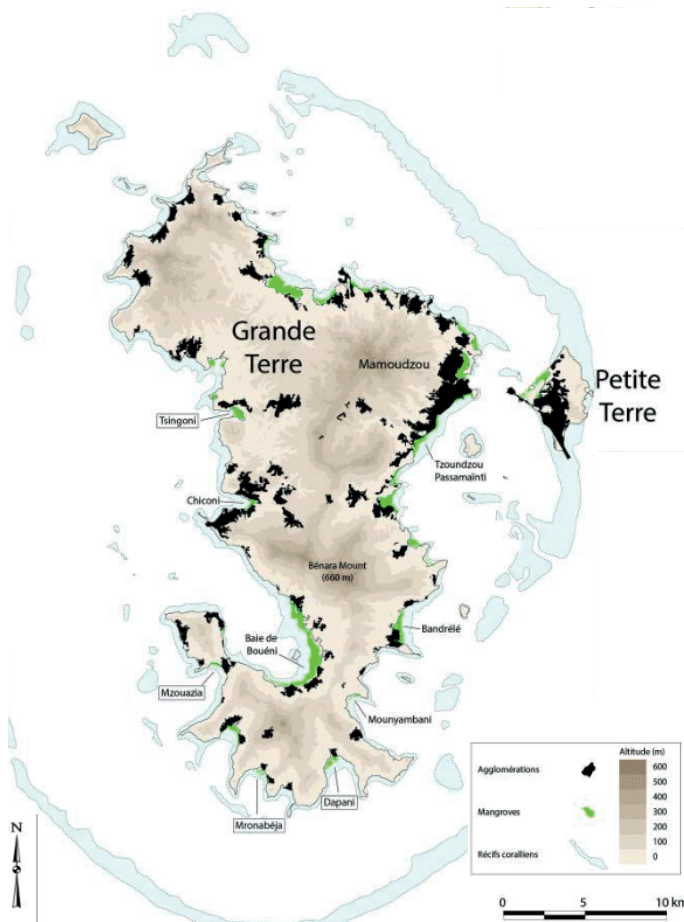 Grande
Terre
Mamoudzou
Petite
Terre
Tsingoni
Tzoundzou
Passamaïnti
Chiconi
Bénara Mount
(660 m)
Bandrélé
Baie de
Bouéni
Mzouazia
Mounyambani
Dapani
Mronabéja
N
Altitude (m)
Agglomérations
Mangroves
Récifs coralliens
600
500
400
300
200
100
0
0 5 10 km